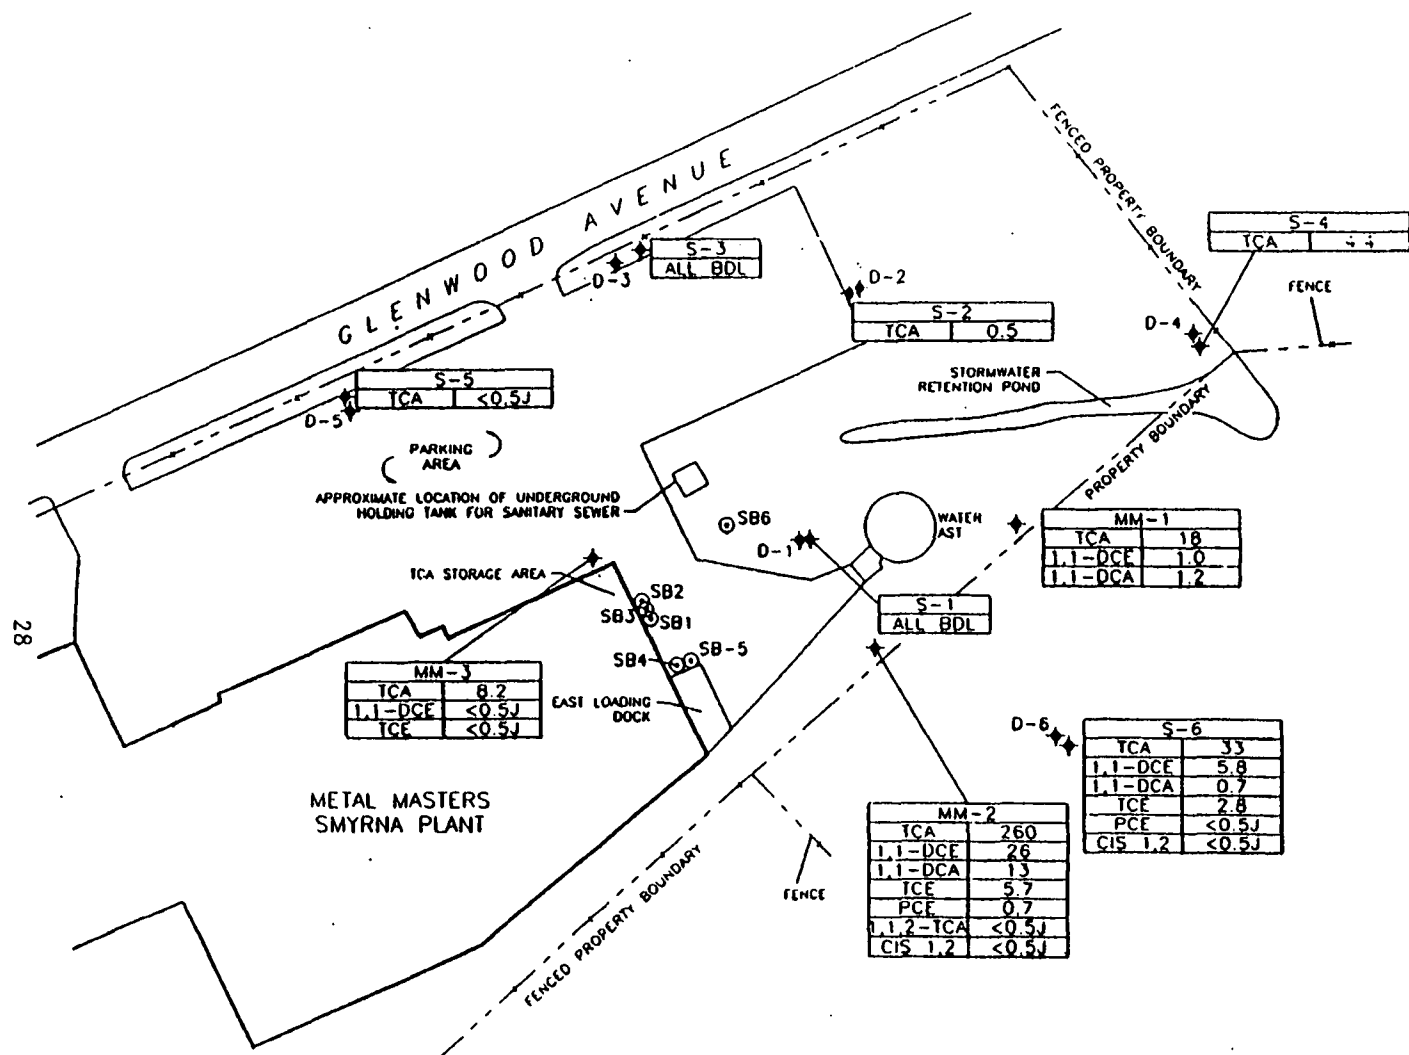 GLENWOOD AVENUE
FENCED PROPERTY BOUNDARY
S-4
TCA
FENCE
S-3
ALL BDL
D-3
D-2
S-2
TCA 0.5
D-4
STORMWATER
RETENTION POND
S-5
TCA <0.5J
D-5
PARKING
AREA
PROPERTY BOUNDARY
APPROXIMATE LOCATION OF UNDERGROUND
HOLDING TANK FOR SANITARY SEWER
SB6
D-1
WATER
AST
MM-1
TCA 18
1,1-DCE 1.0
1,1-DCA 1.2
TCA STORAGE AREA
SB2
SB3
SB1
S-1
ALL BDL
28
SB4
SB-5
MM-3
TCA 8.2
1,1-DCE <0.5J
TCE <0.5J
EAST LOADING
DOCK
D-6
S-6
TCA 33
1,1-DCE 5.8
1,1-DCA 0.7
TCE 2.8
PCE <0.5J
CIS 1,2 <0.5J
METAL MASTERS
SMYRNA PLANT
MM-2
TCA 260
1,1-DCE 26
1,1-DCA 13
TCE 5.7
PCE 0.7
1,1,2-TCA <0.5J
CIS 1,2 <0.5J
FENCE
FENCED PROPERTY BOUNDARY